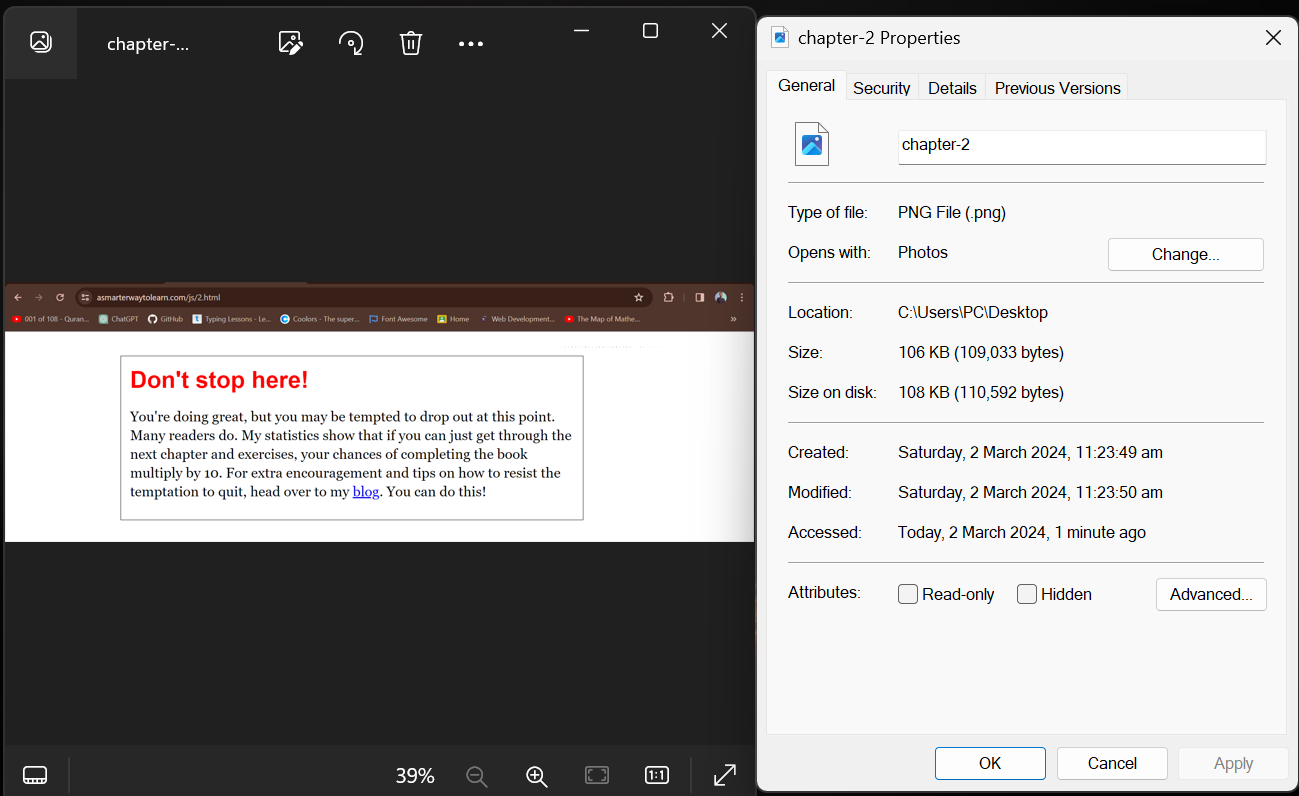 chapter-...
asmarterwaytolearn.com/js/2.html
001 of 108 - Quran... ChatGPT GitHub Typing Lessons - Le... Coolors - The super... Font Awesome Home Web Development... The Map of Mathe... »
Don't stop here!
You're doing great, but you may be tempted to drop out at this point.
Many readers do. My statistics show that if you can just get through the
next chapter and exercises, your chances of completing the book
multiply by 10. For extra encouragement and tips on how to resist the
temptation to quit, head over to my blog. You can do this!
39%
1:1
chapter-2 Properties
General Security Details Previous Versions
chapter-2
Type of file: PNG File (.png)
Opens with: Photos Change...
Location: C:\Users\PC\Desktop
Size: 106 KB (109,033 bytes)
Size on disk: 108 KB (110,592 bytes)
Created: Saturday, 2 March 2024, 11:23:49 am
Modified: Saturday, 2 March 2024, 11:23:50 am
Accessed: Today, 2 March 2024, 1 minute ago
Attributes: Read-only Hidden Advanced...
OK Cancel Apply